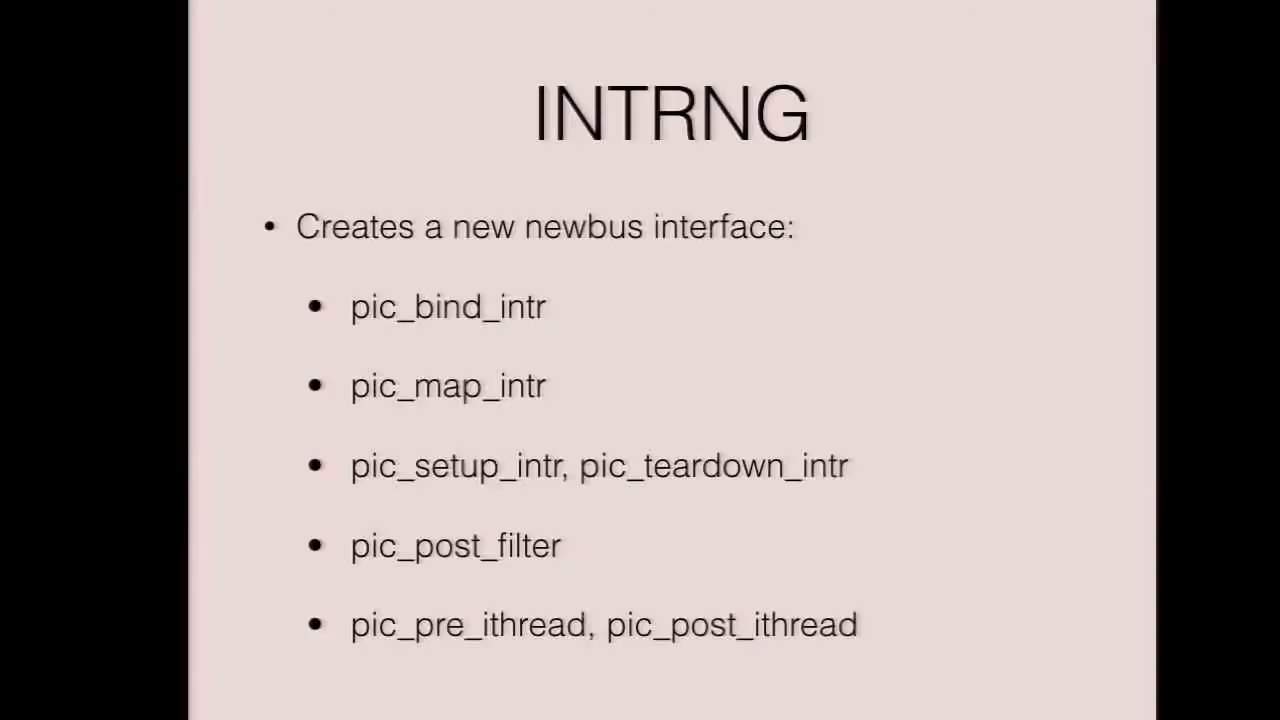 INTRNG
• Creates a new newbus interface:
• pic_bind_intr
• pic_map_intr
• pic_setup_intr, pic_teardown_intr
• pic_post_filter
• pic_pre_ithread, pic_post_ithread